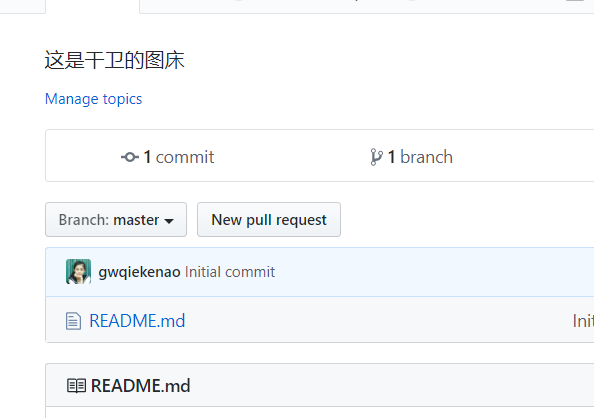 这是干卫的图床
Manage topics
1 commit 1 branch
Branch: master New pull request
gwqiekenao Initial commit
README.md Init
README.md